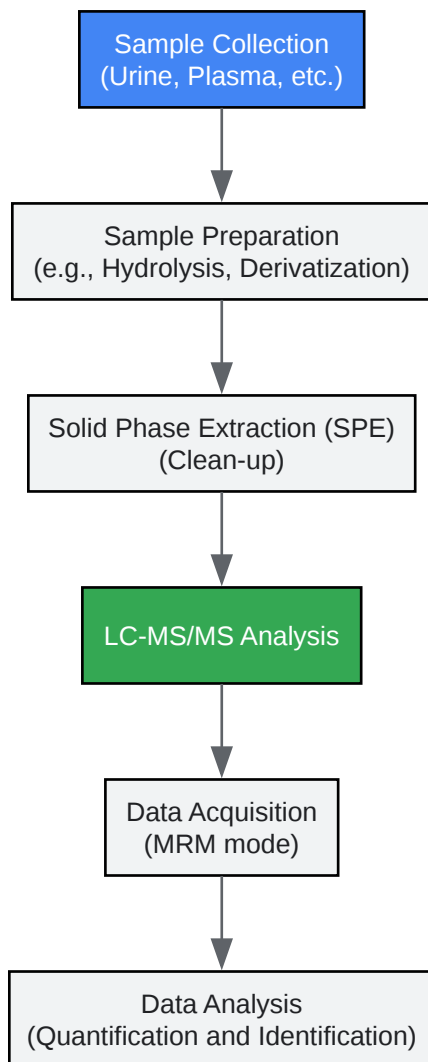 Sample Collection
(Urine, Plasma, etc.)
Sample Preparation
(e.g., Hydrolysis, Derivatization)
Solid Phase Extraction (SPE)
(Clean-up)
LC-MS/MS Analysis
Data Acquisition
(MRM mode)
Data Analysis
(Quantification and Identification)